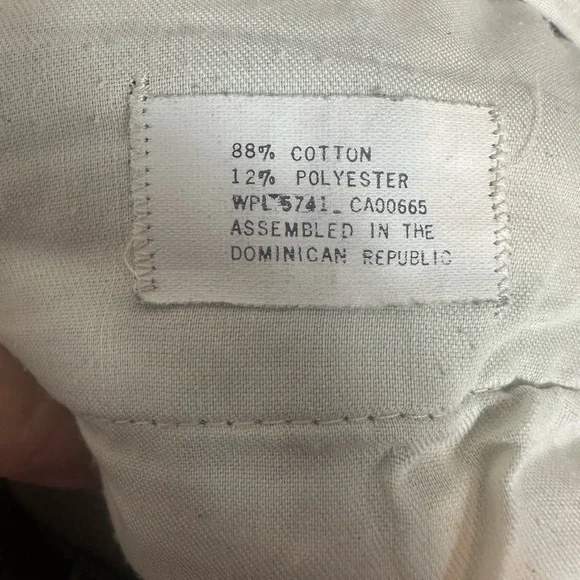 88% COTTON
12% POLYESTER
WPL 5741 CA00665
ASSEMBLED IN THE
DOMINICAN REPUBLIC